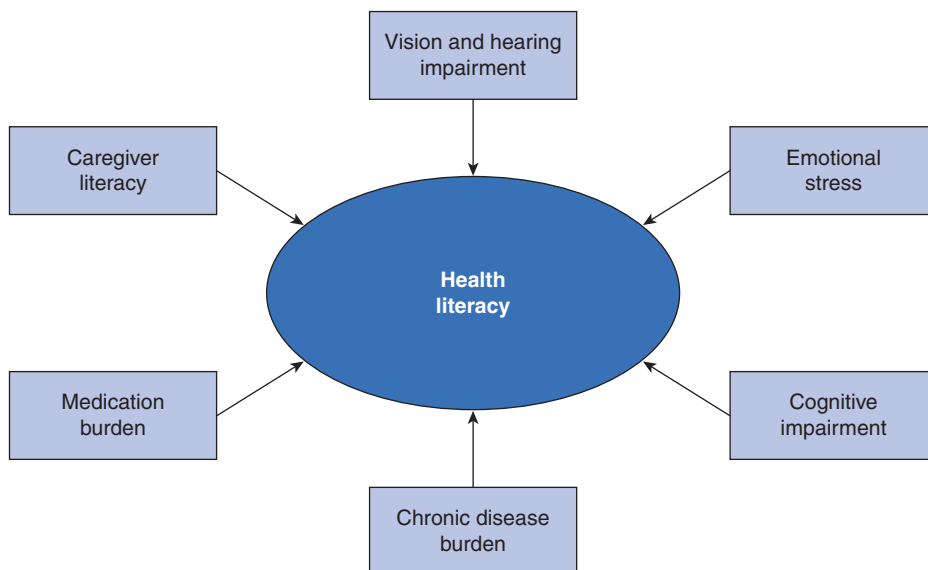 Vision and hearing
impairment
Caregiver
literacy
Emotional
stress
Health
literacy
Medication
burden
Cognitive
impairment
Chronic disease
burden